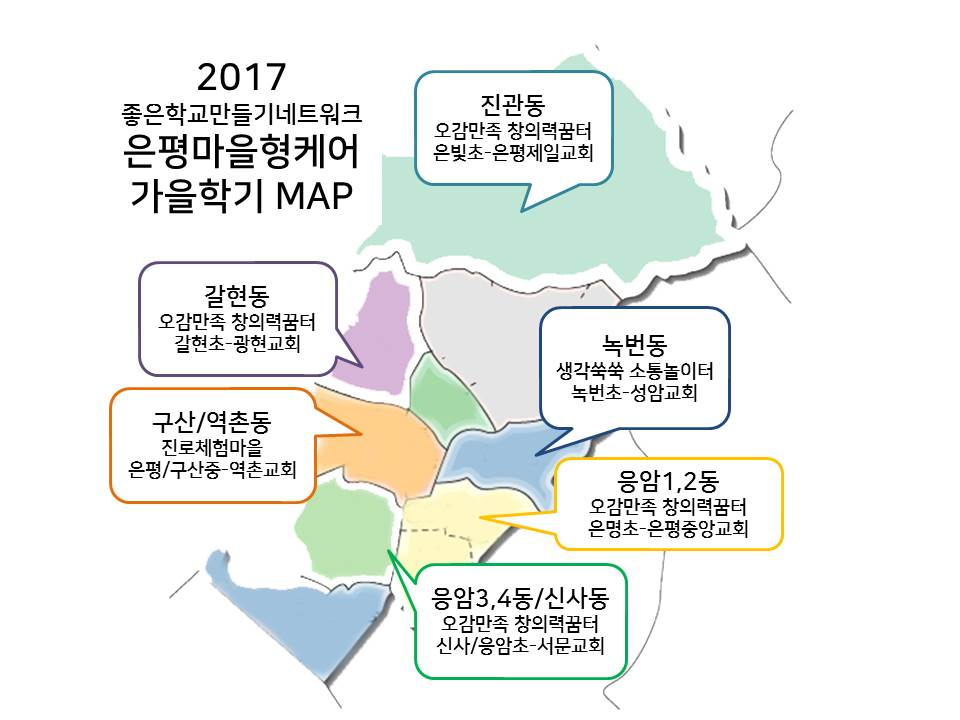 2017
좋은학교만들기네트워크
은평마을형케어
가을학기 MAP
진관동
오감만족 창의력꿈터
은빛초-은평제일교회
갈현동
오감만족 창의력꿈터
갈현초-광현교회
녹번동
생각쑥쑥 소통놀이터
녹번초-성암교회
구산/역촌동
진로체험마을
은평/구산중-역촌교회
응암1,2동
오감만족 창의력꿈터
은명초-은평중앙교회
응암3,4동/신사동
오감만족 창의력꿈터
신사/응암초-서문교회